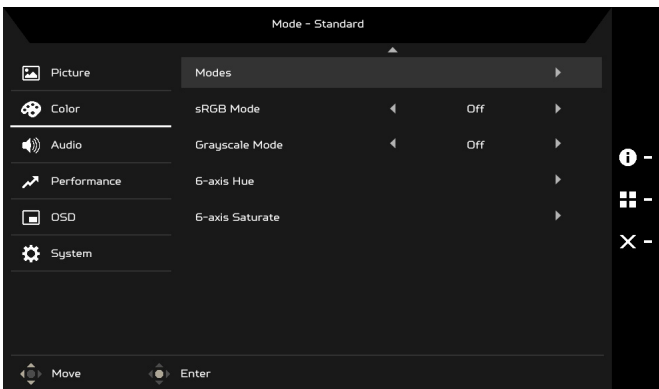 Mode - Standard
Picture
Modes
Color
sRGB Mode
Off
Audio
Grayscale Mode
Off
Performance
6-axis Hue
OSD
6-axis Saturate
System
Move
Enter